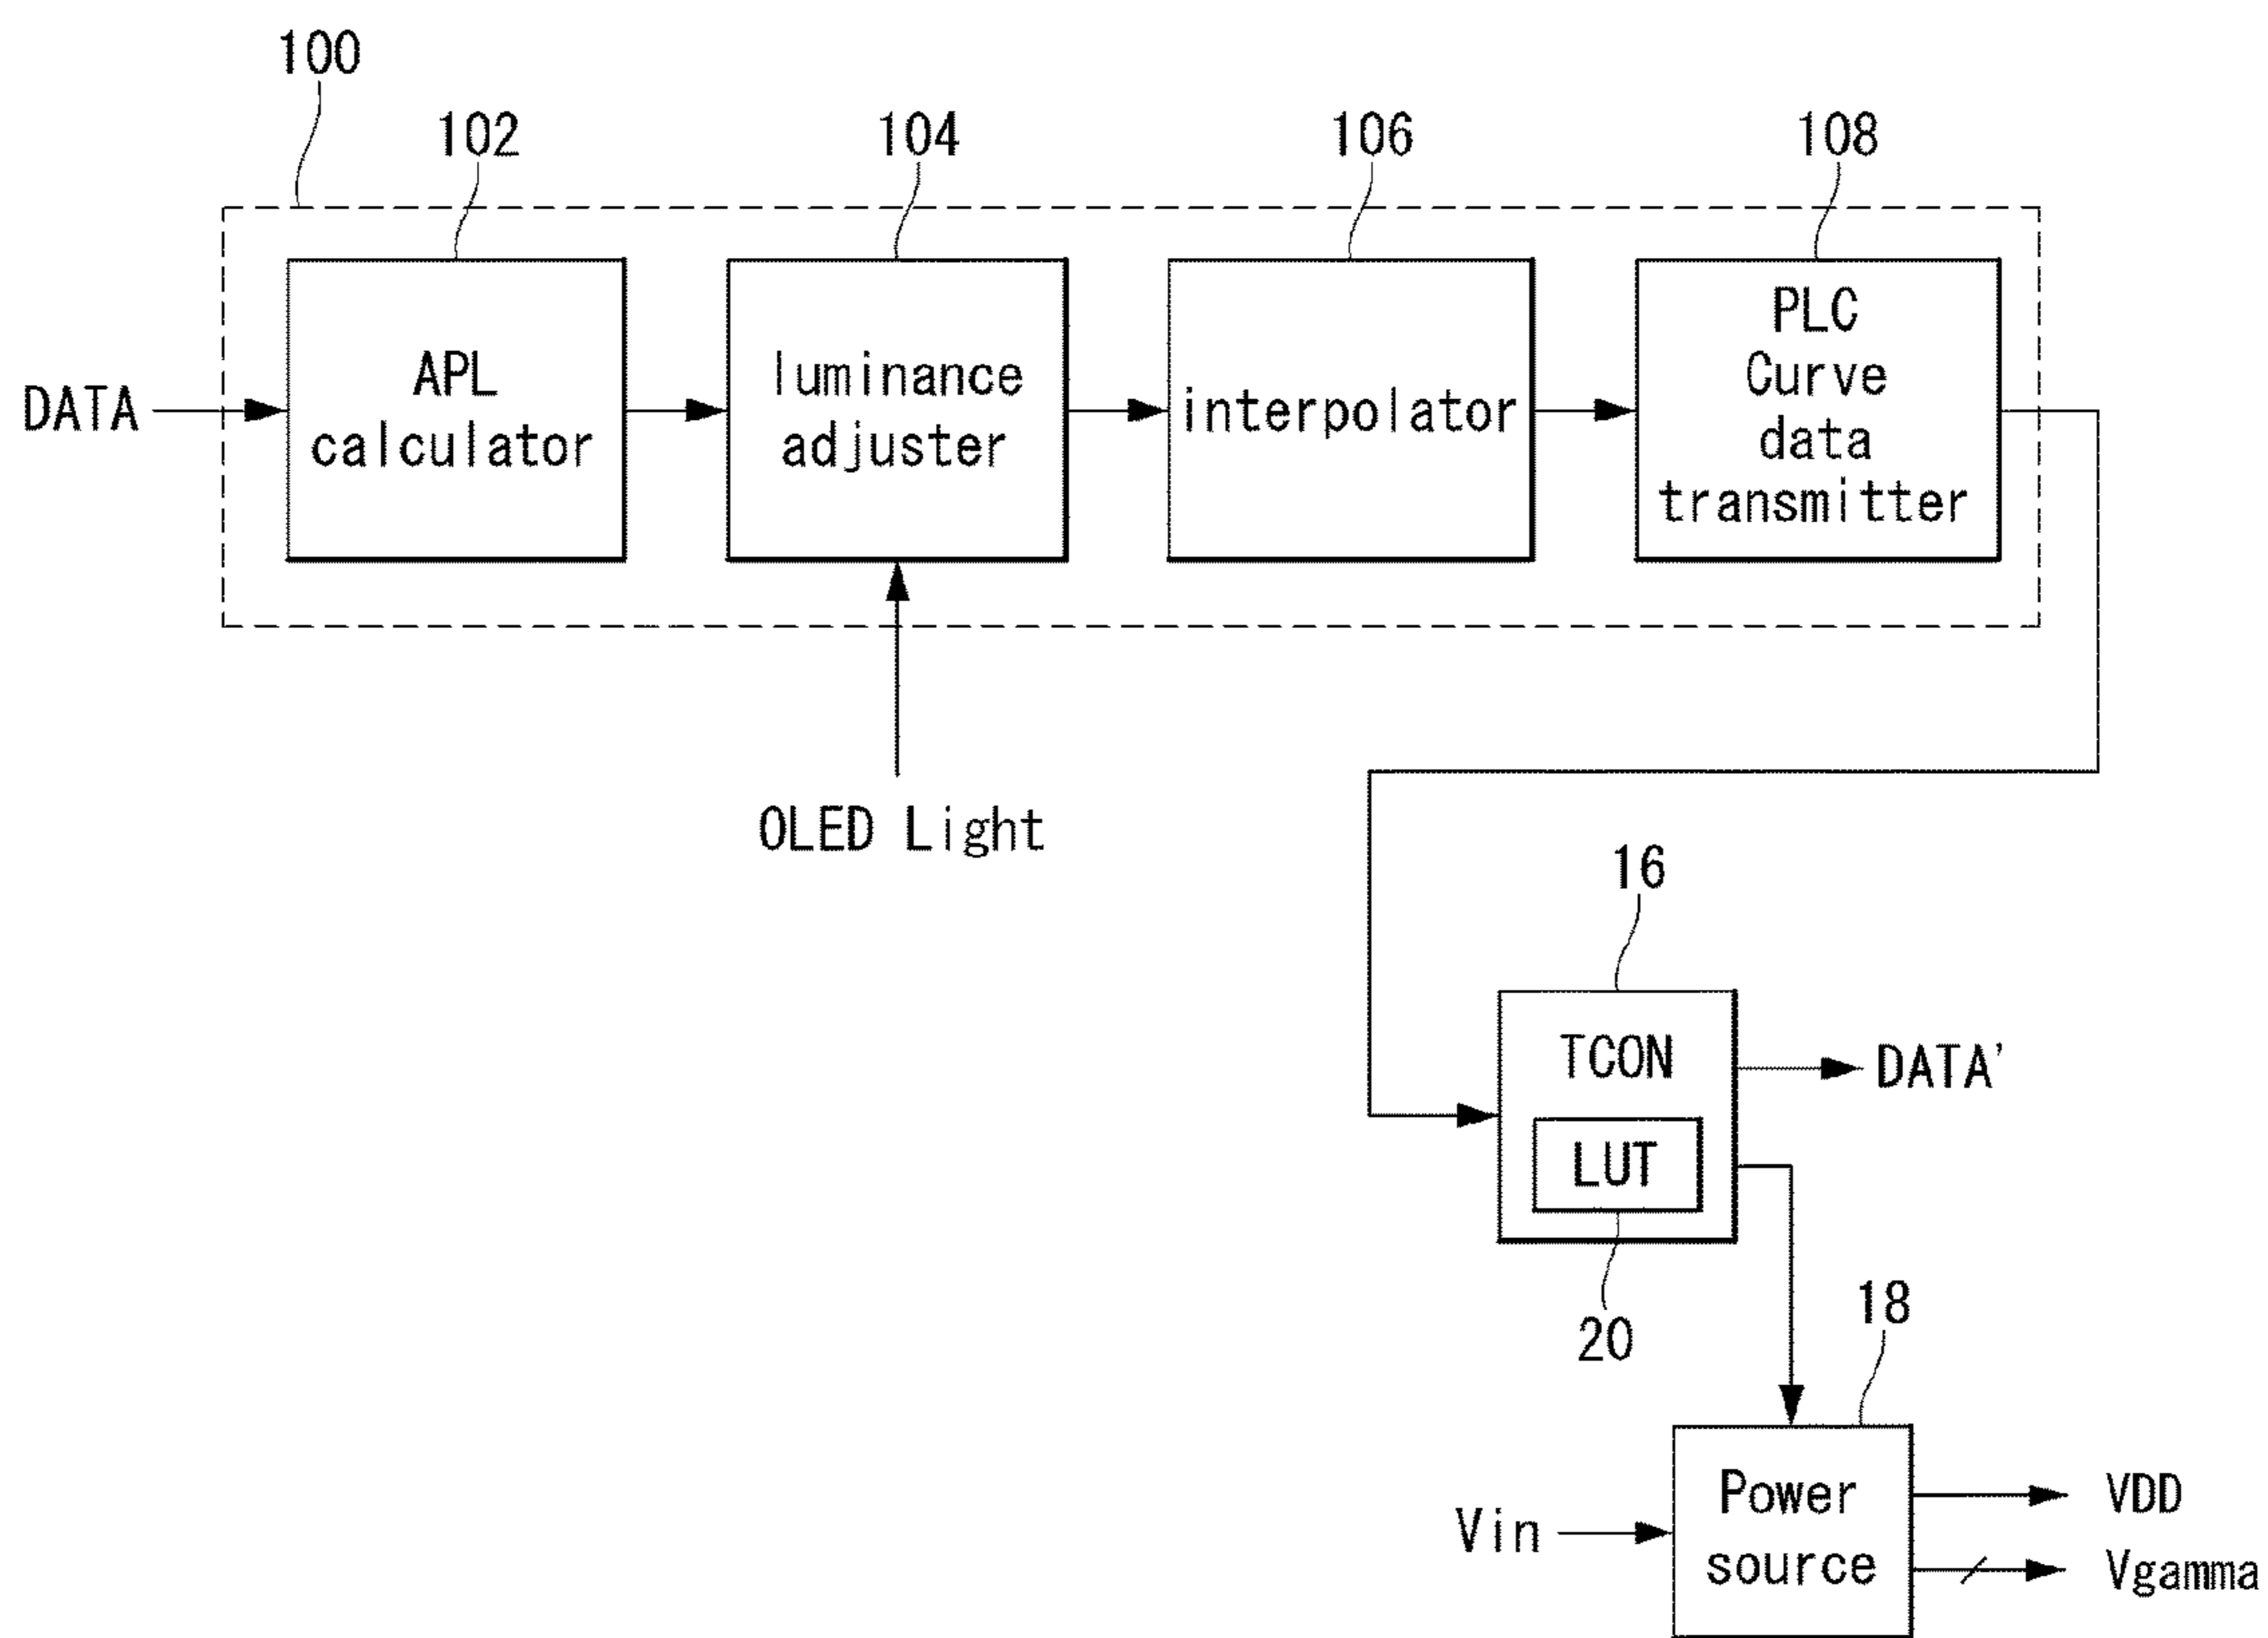 100
102
104
106
108
DATA
APL
calculator
luminance
adjuster
interpolator
PLC
Curve
data
transmitter
OLED Light
16
TCON
DATA'
LUT
20
18
Vin
Power
source
VDD
Vgamma